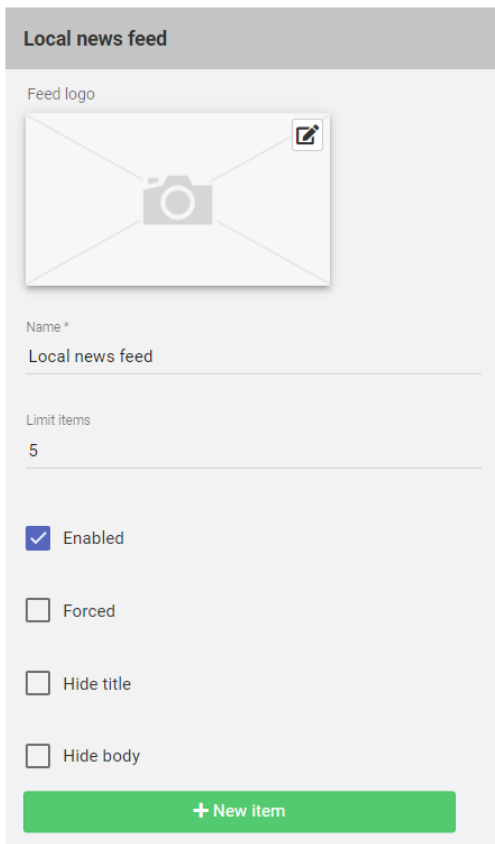 Local news feed
Feed logo
Name *
Local news feed
Limit items
5
Enabled
Forced
Hide title
Hide body
+ New item